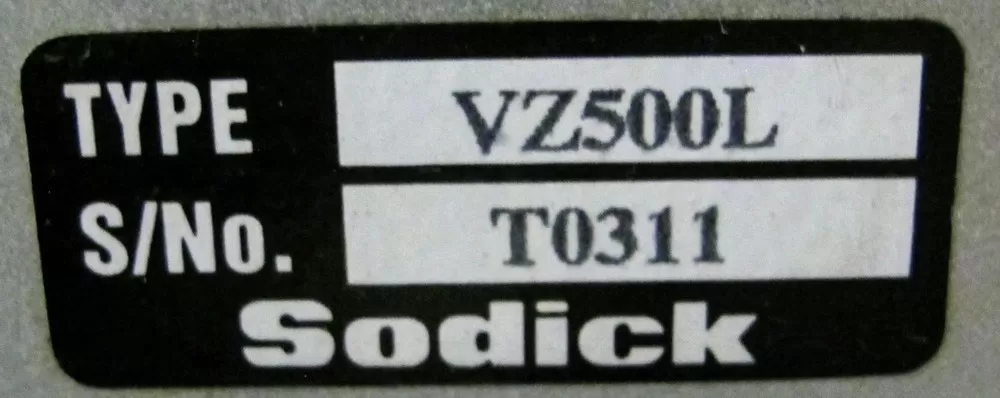 TYPE VZ500L
S/No. T0311
Sodick